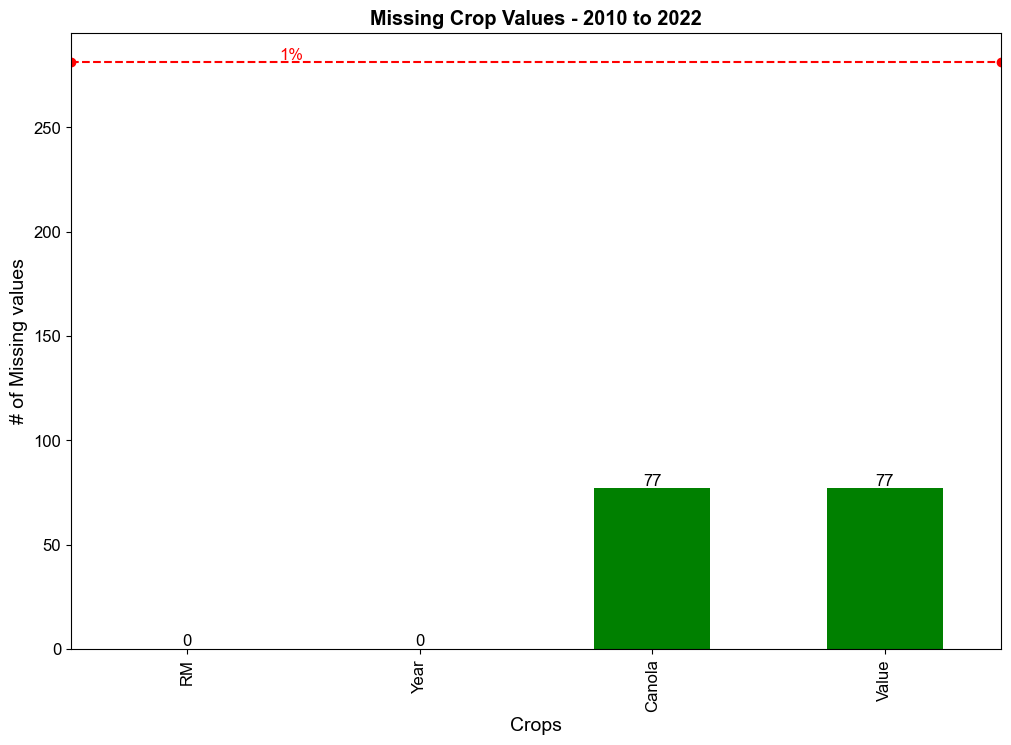 Missing Crop Values - 2010 to 2022
1%
250
200
150
100
50
0
# of Missing values
0
0
77
77
RM
Year
Canola
Value
Crops